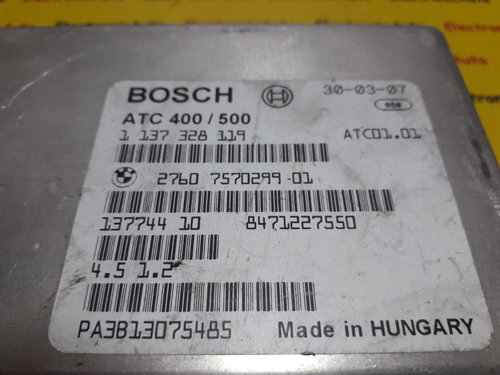 BOSCH 30-03-07
ATC 400 / 500
1 137 328 119 ATC01.01
2760 7570299-01
137744 10 8471227550
4.5 1.2
PA3B13075485 Made in HUNGARY